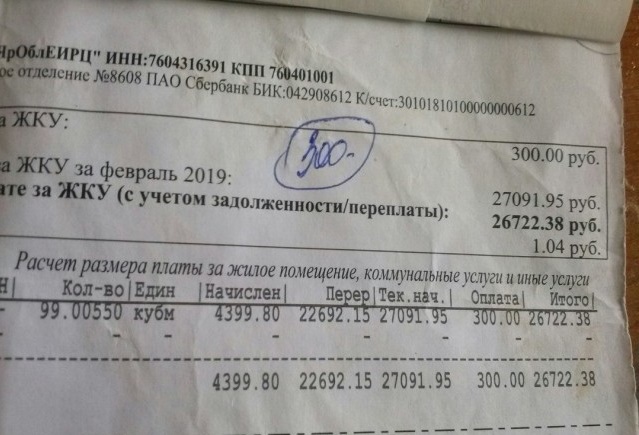 ЯрОблЕИРЦ" ИНН:7604316391 КПП 760401001
ое отделение №8608 ПАО Сбербанк БИК:042908612 К/счет:30101810100000000612
а ЖКУ: 300.00 руб.
300-
за ЖКУ за февраль 2019: 27091.95 руб.
ате за ЖКУ (с учетом задолженности/переплаты): 26722.38 руб.
1.04 руб.
Расчет размера платы за жилое помещение, коммунальные услуги и иные услуги
Н| Кол-во|Един |Начислен| Перер|Тек.нач.| Оплата| Итого|
- 99.00550 кубм 4399.80 22692.15 27091.95 300.00 26722.38
- - - - - - - -
4399.80 22692.15 27091.95 300.00 26722.38